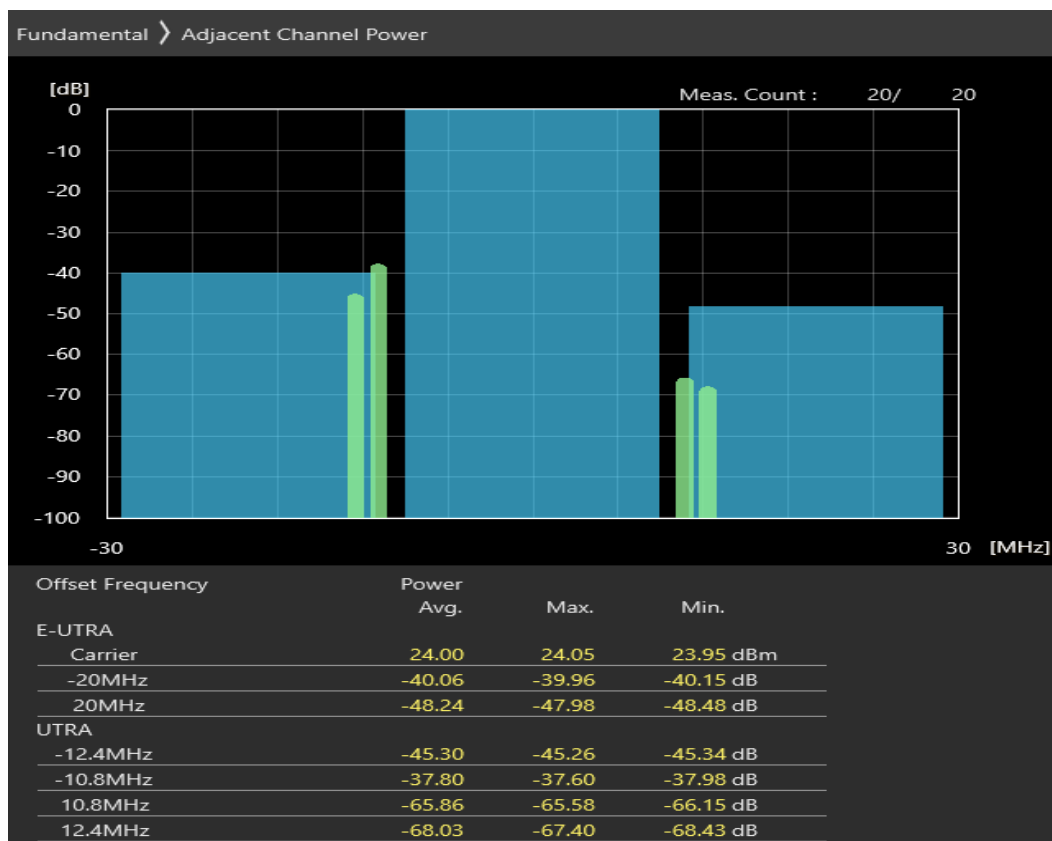 Fundamental 〉 Adjacent Channel Power
[dB]
Meas. Count : 20/ 20
0
-10
-20
-30
-40
-50
-60
-70
-80
-90
-100
-30 30 [MHz]
Offset Frequency Power
Avg. Max. Min.
E-UTRA
Carrier 24.00 24.05 23.95 dBm
-20MHz -40.06 -39.96 -40.15 dB
20MHz -48.24 -47.98 -48.48 dB
UTRA
-12.4MHz -45.30 -45.26 -45.34 dB
-10.8MHz -37.80 -37.60 -37.98 dB
10.8MHz -65.86 -65.58 -66.15 dB
12.4MHz -68.03 -67.40 -68.43 dB